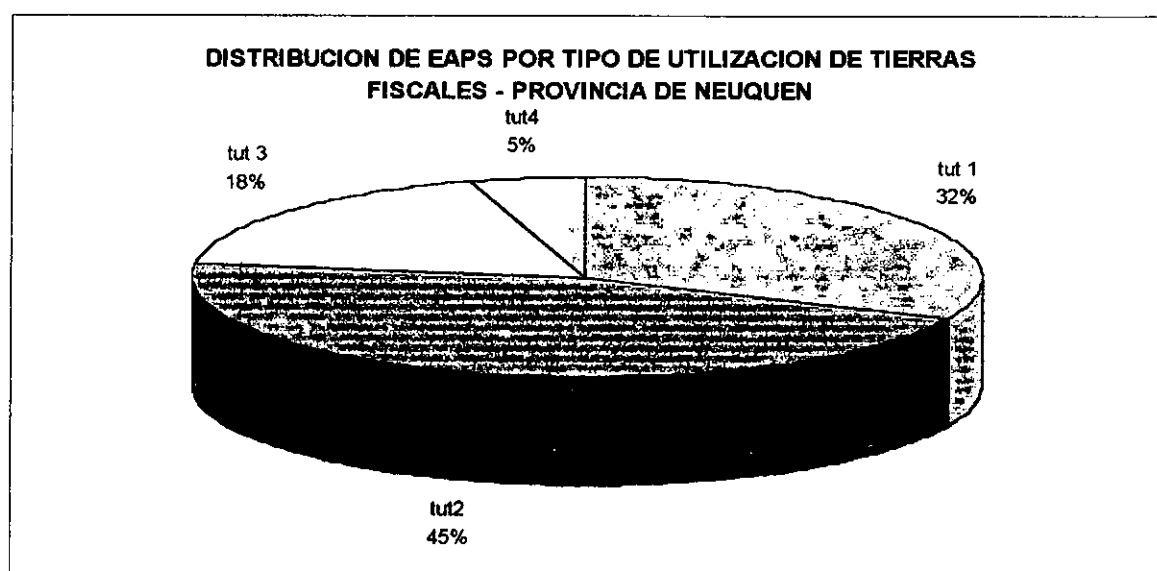 DISTRIBUCION DE EAPS POR TIPO DE UTILIZACION DE TIERRAS
FISCALES - PROVINCIA DE NEUQUEN
tut4
5%
tut 3
18%
tut 1
32%
tut2
45%